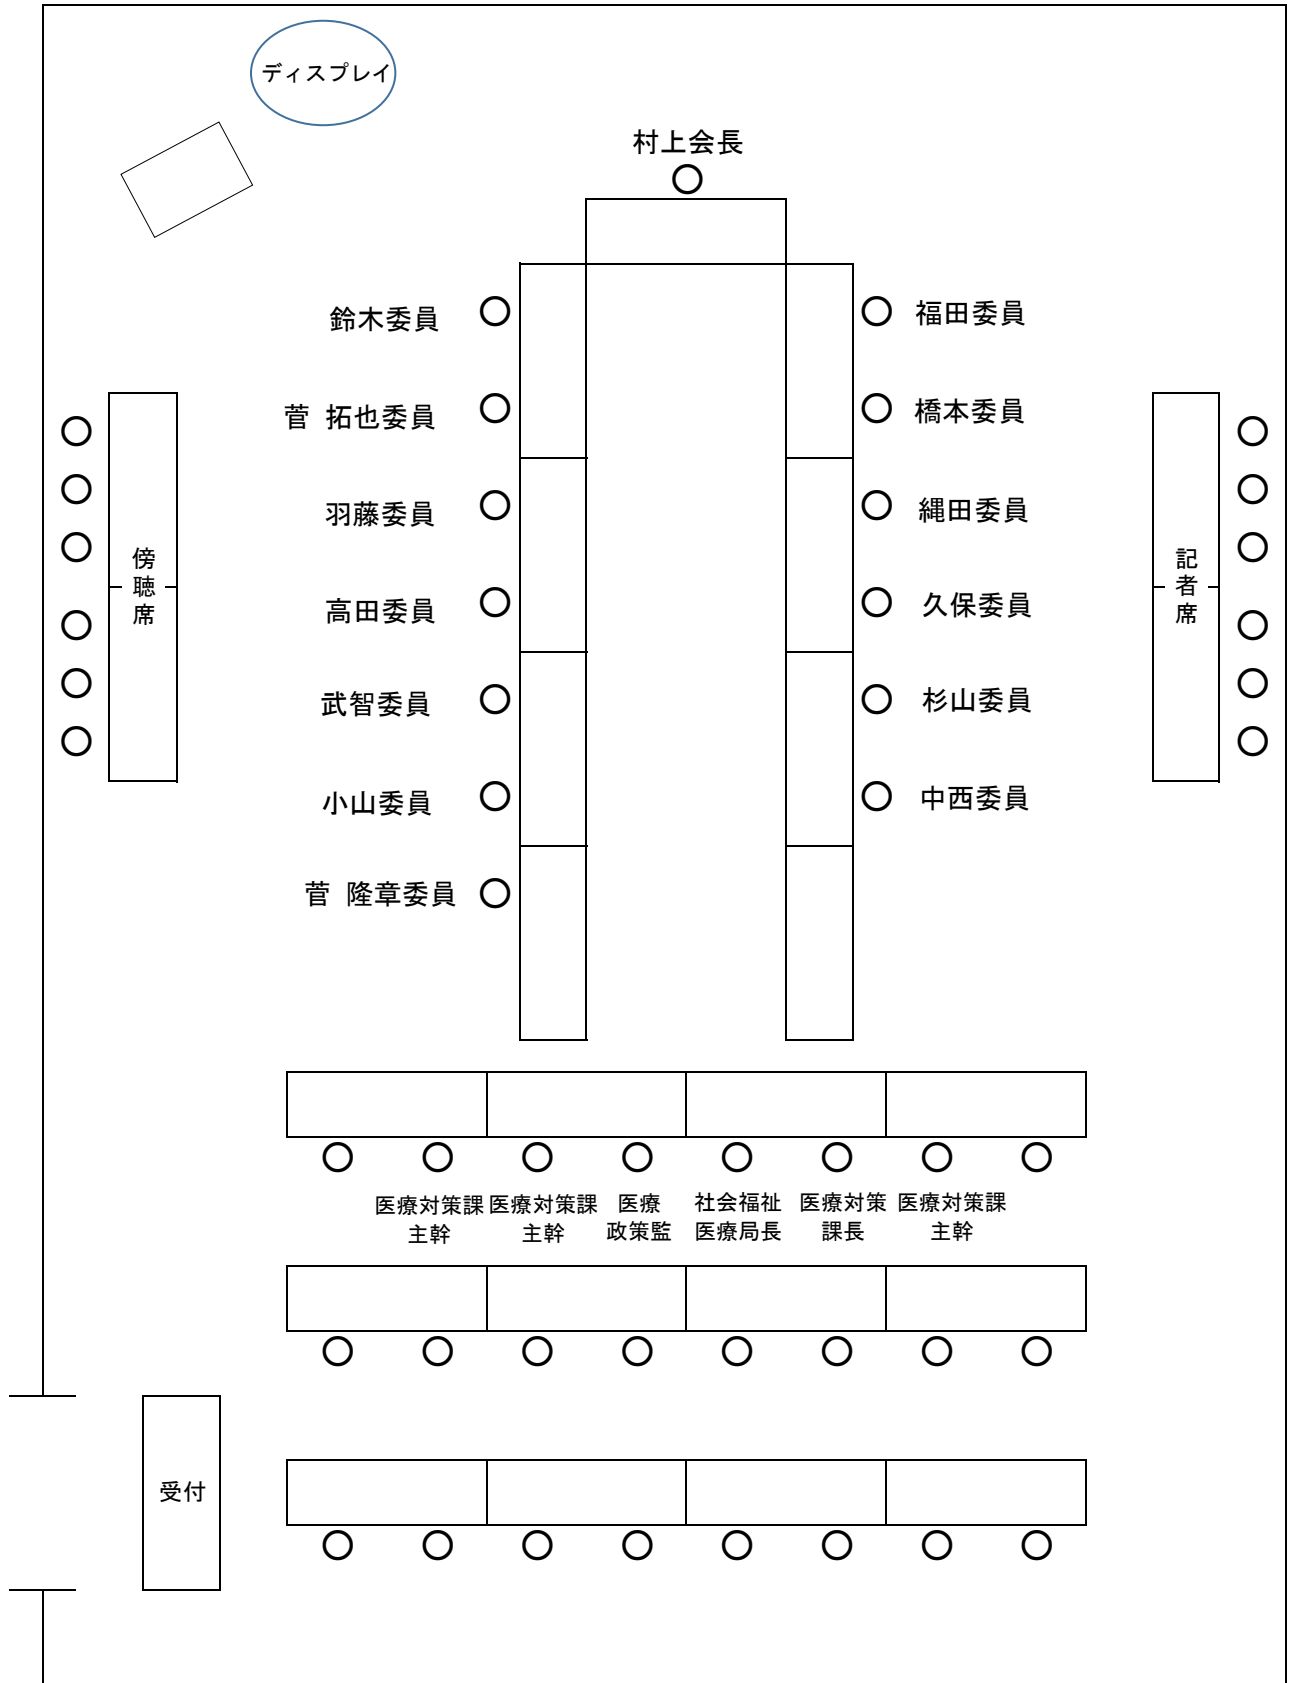 ディスプレイ
村上会長
鈴木委員
福田委員
菅 拓也委員
橋本委員
羽藤委員
縄田委員
傍聴席
記者席
高田委員
久保委員
武智委員
杉山委員
小山委員
中西委員
菅 隆章委員
医療対策課
主幹
医療対策課
主幹
医療
政策監
社会福祉
医療局長
医療対策
課長
医療対策課
主幹
受付